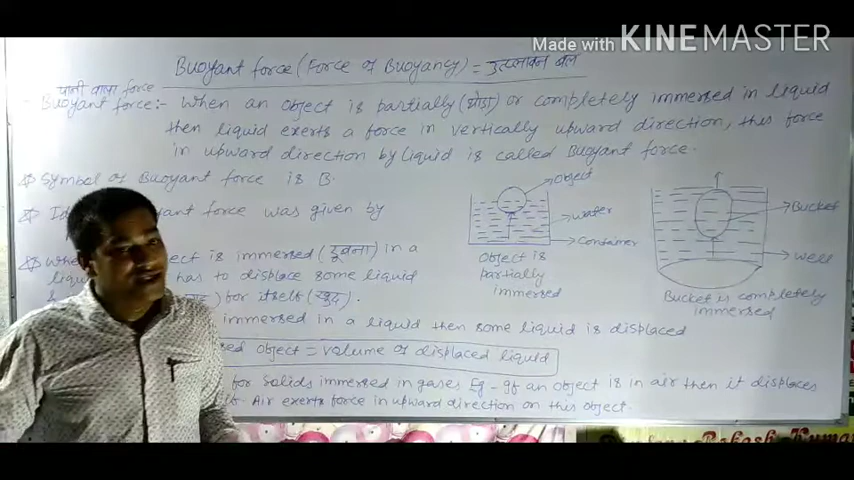 Made with KINEMASTER
Buoyant force (Force of Buoyancy) = उत्प्लावन बल
पानी वाला force
Buoyant force:- When an object is partially (थोड़ा) or completely immersed in liquid
then liquid exerts a force in vertically upward direction, this force
in upward direction by liquid is called Buoyant force.
Symbol of Buoyant force is B.
yant force was given by
ject is immersed (डूबना) in a
has to displace some liquid
for itself (खुद).
immersed in a liquid then some liquid is displaced
sed object = volume of displaced liquid
for solids immersed in gases Eg - If an object is in air then it displaces
Air exerts force in upward direction on this object.
Object
Water
Container
Object is
partially
immersed
Bucket
Well
Bucket is completely
immersed
Rakesh Kumar